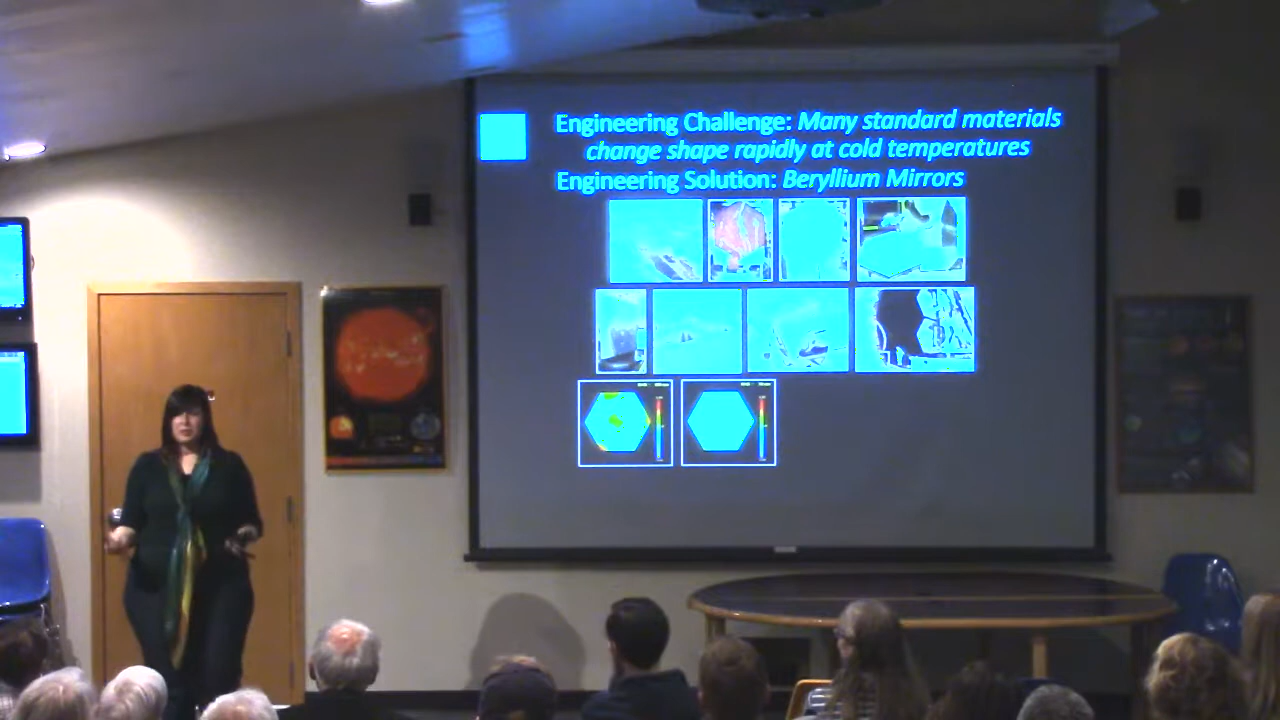 Engineering Challenge: Many standard materials
change shape rapidly at cold temperatures
Engineering Solution: Beryllium Mirrors